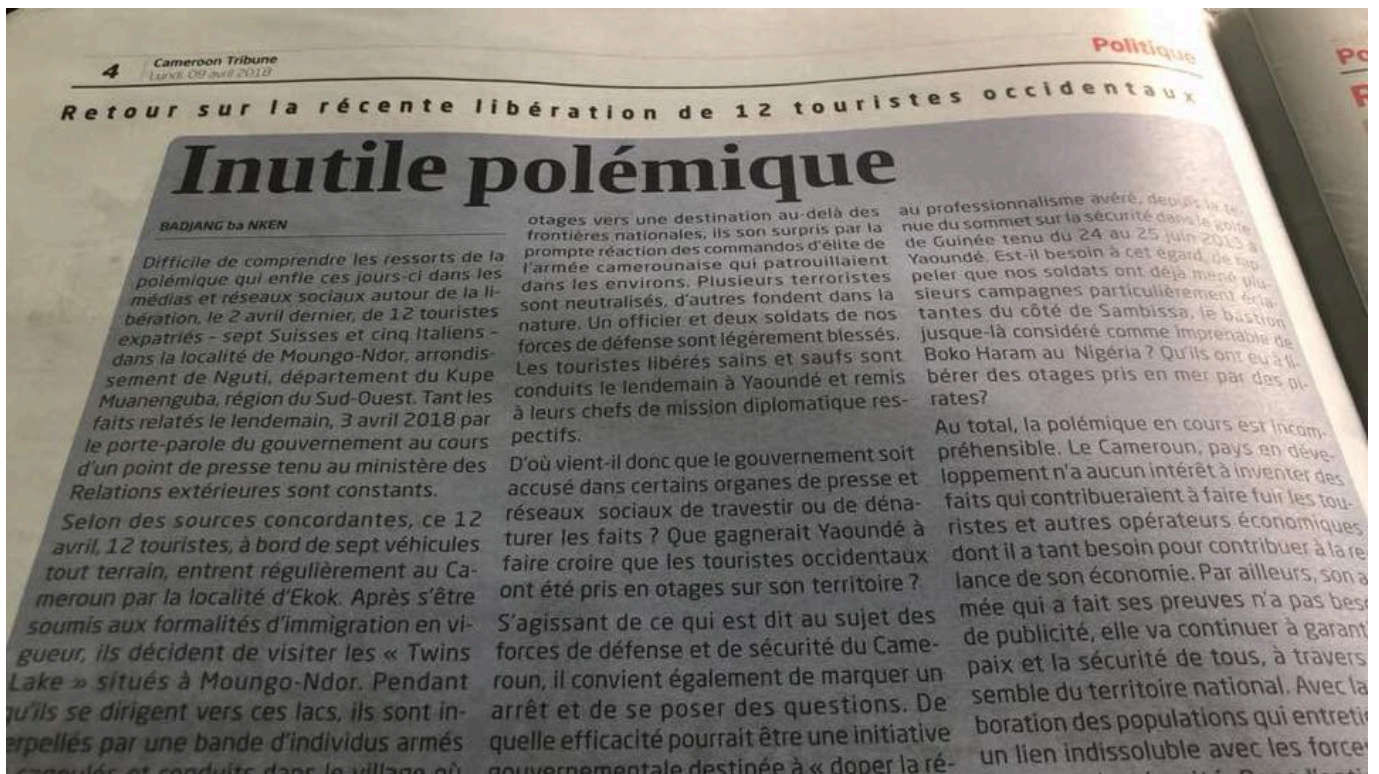 4
Cameroon Tribune
Lundi 09 avril 2018
Politique
Retour sur la récente libération de 12 touristes occidentaux
Inutile polémique
BADJANG ba NKEN
Difficile de comprendre les ressorts de la
polémique qui enfle ces jours-ci dans les
médias et réseaux sociaux autour de la li-
bération, le 2 avril dernier, de 12 touristes
expatriés - sept Suisses et cinq Italiens -
dans la localité de Moungo-Ndor, arrondis-
sement de Nguti, département du Kupe
Muanenguba, région du Sud-Ouest. Tant les
faits relatés le lendemain, 3 avril 2018 par
le porte-parole du gouvernement au cours
d'un point de presse tenu au ministère des
Relations extérieures sont constants.
Selon des sources concordantes, ce 12
avril, 12 touristes, à bord de sept véhicules
tout terrain, entrent régulièrement au Ca-
meroun par la localité d'Ekok. Après s'être
soumis aux formalités d'immigration en vi-
gueur, ils décident de visiter les « Twins
Lake » situés à Moungo-Ndor. Pendant
qu'ils se dirigent vers ces lacs, ils sont in-
erpellés par une bande d'individus armés
cagoulés et conduits dans le village où
otages vers une destination au-delà des
frontières nationales, ils son surpris par la
prompte réaction des commandos d'élite de
l'armée camerounaise qui patrouillaient
dans les environs. Plusieurs terroristes
sont neutralisés, d'autres fondent dans la
nature. Un officier et deux soldats de nos
forces de défense sont légèrement blessés.
Les touristes libérés sains et saufs sont
conduits le lendemain à Yaoundé et remis
à leurs chefs de mission diplomatique res-
pectifs.
D'où vient-il donc que le gouvernement soit
accusé dans certains organes de presse et
réseaux sociaux de travestir ou de déna-
turer les faits ? Que gagnerait Yaoundé à
faire croire que les touristes occidentaux
ont été pris en otages sur son territoire ?
S'agissant de ce qui est dit au sujet des
forces de défense et de sécurité du Came-
roun, il convient également de marquer un
arrêt et de se poser des questions. De
quelle efficacité pourrait être une initiative
gouvernementale destinée à « doper la ré-
au professionnalisme avéré, depuis la te-
nue du sommet sur la sécurité dans le golfe
de Guinée tenu du 24 au 25 juin 2013 à
Yaoundé. Est-il besoin à cet égard, de rap-
peler que nos soldats ont déjà mené plu-
sieurs campagnes particulièrement écla-
tantes du côté de Sambissa, le bastion
jusque-là considéré comme imprenable de
Boko Haram au Nigéria ? Qu'ils ont eu à li-
bérer des otages pris en mer par des pi-
rates?
Au total, la polémique en cours est incom-
préhensible. Le Cameroun, pays en déve-
loppement n'a aucun intérêt à inventer des
faits qui contribueraient à faire fuir les tou-
ristes et autres opérateurs économiques
dont il a tant besoin pour contribuer à la re
lance de son économie. Par ailleurs, son a
mée qui a fait ses preuves n'a pas beso
de publicité, elle va continuer à garant
paix et la sécurité de tous, à travers
semble du territoire national. Avec la
boration des populations qui entretie
un lien indissoluble avec les forces
Po